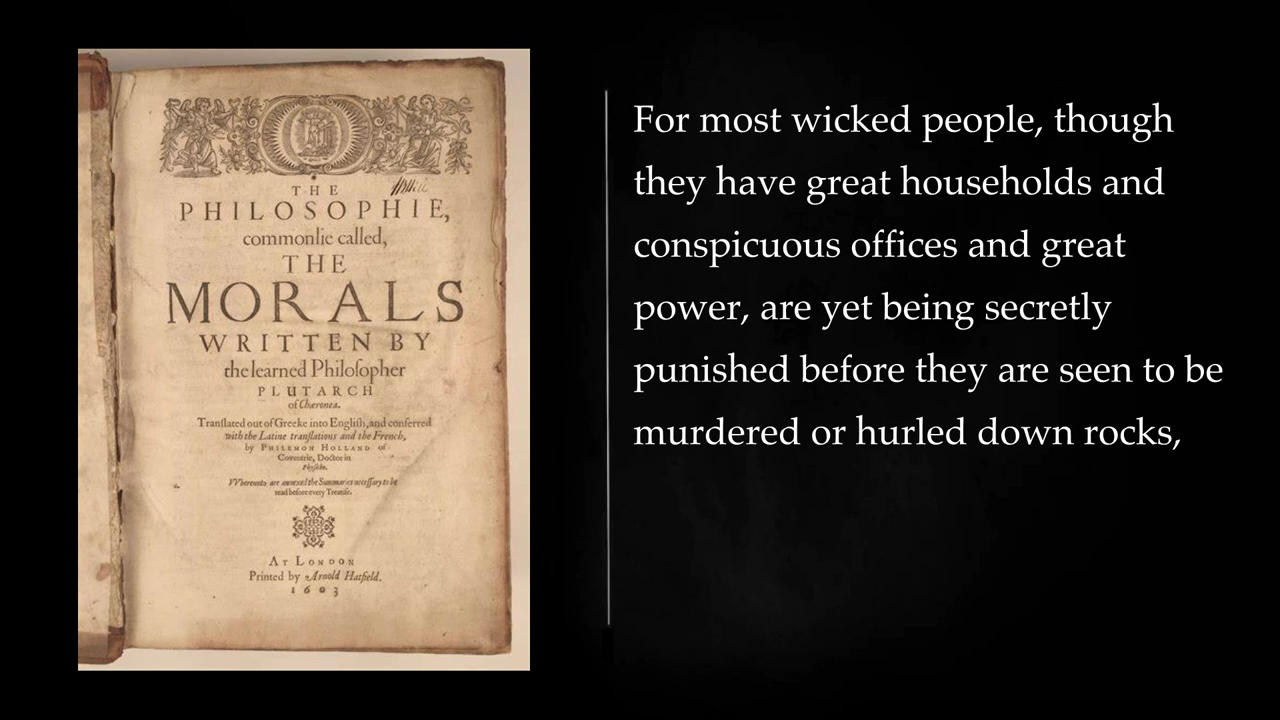 THE
PHILOSOPHIE,
commonlie called,
THE
MORALS
WRITTEN BY
the learned Philosopher
PLUTARCH
of Chæronea.
Tranſlated out of Greeke into Engliſh, and conferred
with the Latine tranſlations and the French,
by PHILEMON HOLLAND of
Coventrie, Doctor in
Phyſicke.
VVhereunto are annexed the Summaries neceſſary to be
read before every Treatiſe.
AT LONDON
Printed by Arnold Hatfield.
1603
For most wicked people, though
they have great households and
conspicuous offices and great
power, are yet being secretly
punished before they are seen to be
murdered or hurled down rocks,